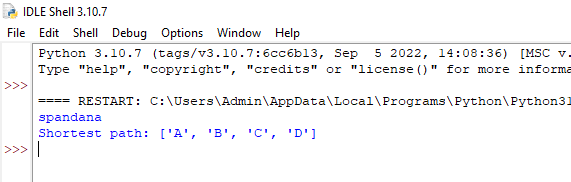 IDLE Shell 3.10.7
File Edit Shell Debug Options Window Help
Python 3.10.7 (tags/v3.10.7:6cc6b13, Sep  5 2022, 14:08:36) [MSC v.
Type "help", "copyright", "credits" or "license()" for more informa
>>>
==== RESTART: C:\Users\Admin\AppData\Local\Programs\Python\Python31
spandana
Shortest path: ['A', 'B', 'C', 'D']
>>>